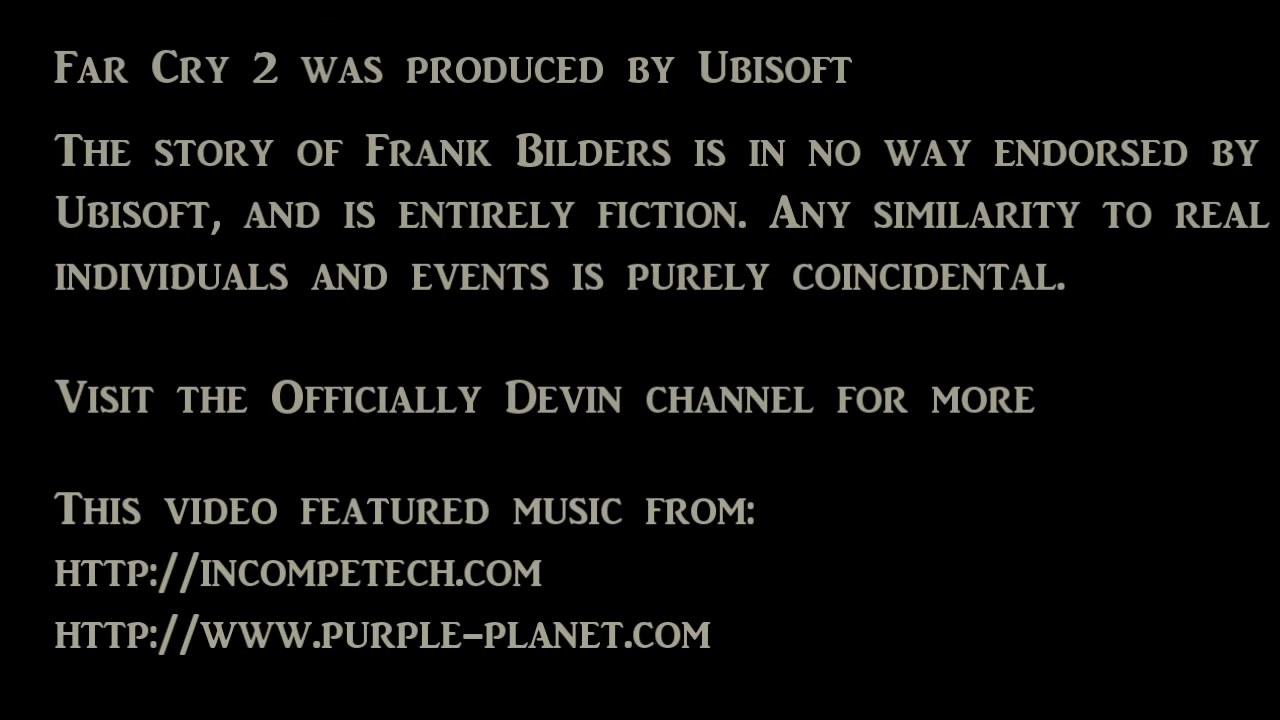 Far Cry 2 was produced by Ubisoft
The story of Frank Bilders is in no way endorsed by
Ubisoft, and is entirely fiction. Any similarity to real
individuals and events is purely coincidental.
Visit the Officially Devin channel for more
This video featured music from:
http://incompetech.com
http://www.purple-planet.com